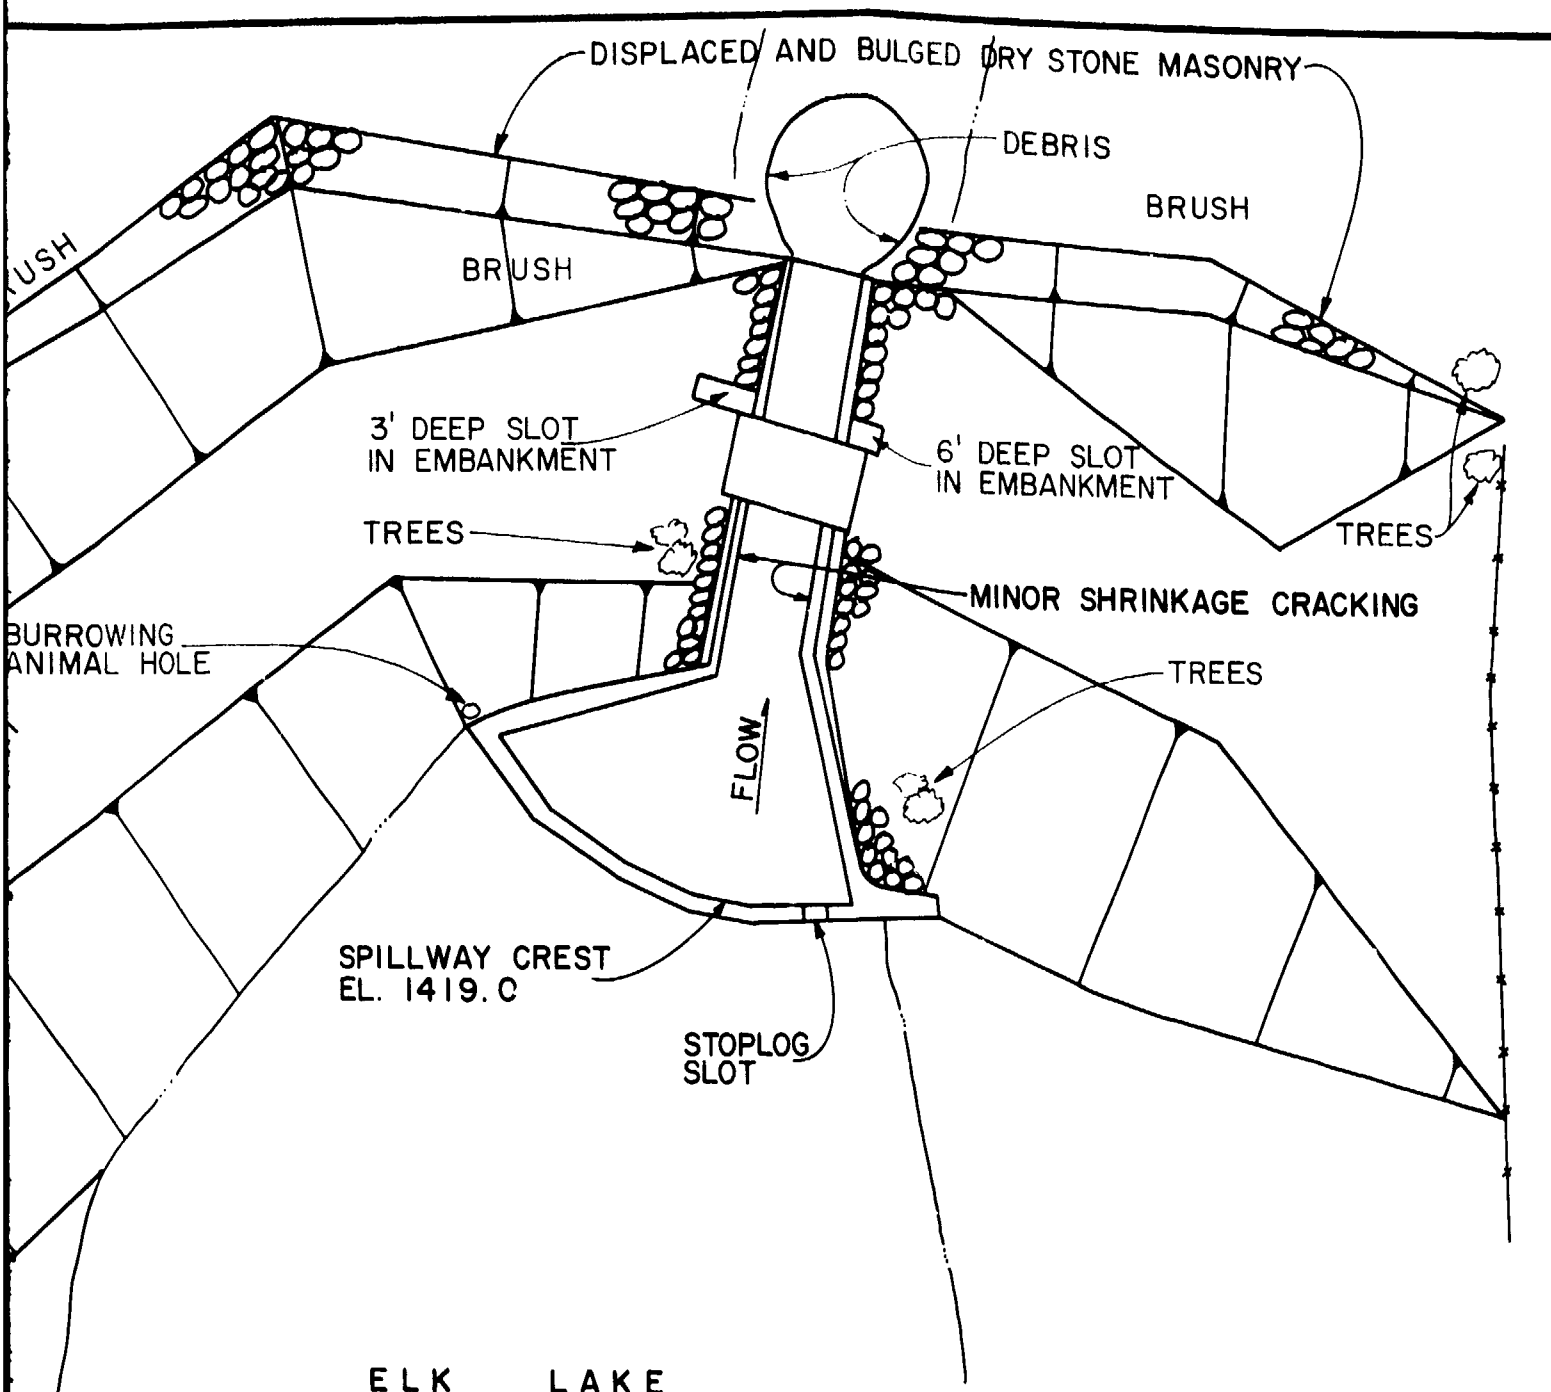 DISPLACED AND BULGED DRY STONE MASONRY
DEBRIS
BRUSH
BRUSH
3' DEEP SLOT
IN EMBANKMENT
6' DEEP SLOT
IN EMBANKMENT
TREES
TREES
MINOR SHRINKAGE CRACKING
BURROWING
ANIMAL HOLE
TREES
FLOW
SPILLWAY CREST
EL. 1419.0
STOPLOG
SLOT
ELK LAKE